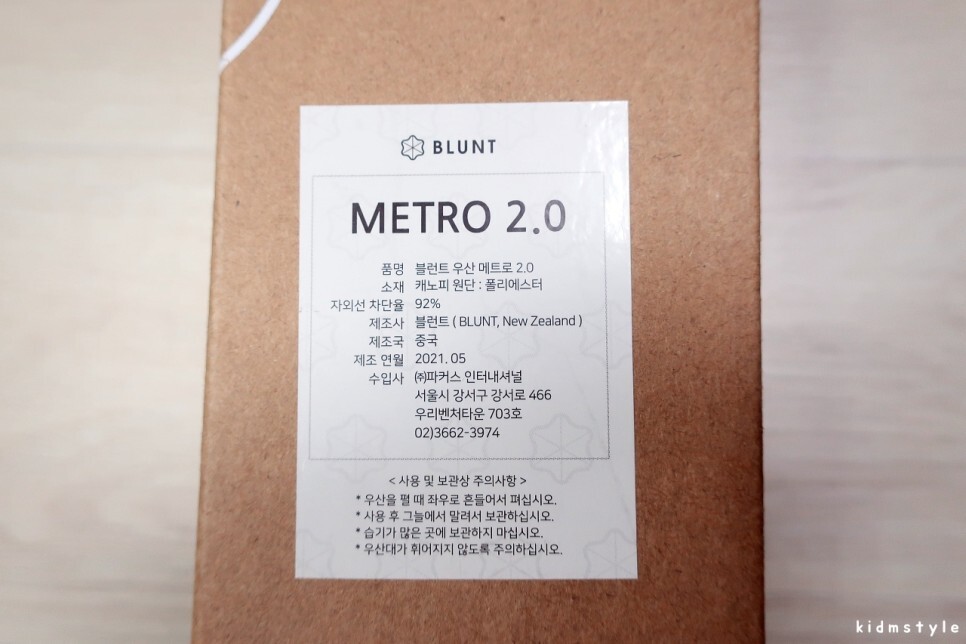 BLUNT
METRO 2.0
품명 블런트 우산 메트로 2.0
소재 캐노피 원단 : 폴리에스터
자외선 차단율 92%
제조사 블런트 ( BLUNT, New Zealand )
제조국 중국
제조 연월 2021. 05
수입사 ㈜파커스 인터내셔널
서울시 강서구 강서로 466
우리벤처타운 703호
02)3662-3974
< 사용 및 보관상 주의사항 >
* 우산을 펼 때 좌우로 흔들어서 펴십시오.
* 사용 후 그늘에서 말려서 보관하십시오.
* 습기가 많은 곳에 보관하지 마십시오.
* 우산대가 휘어지지 않도록 주의하십시오.
kidmstyle